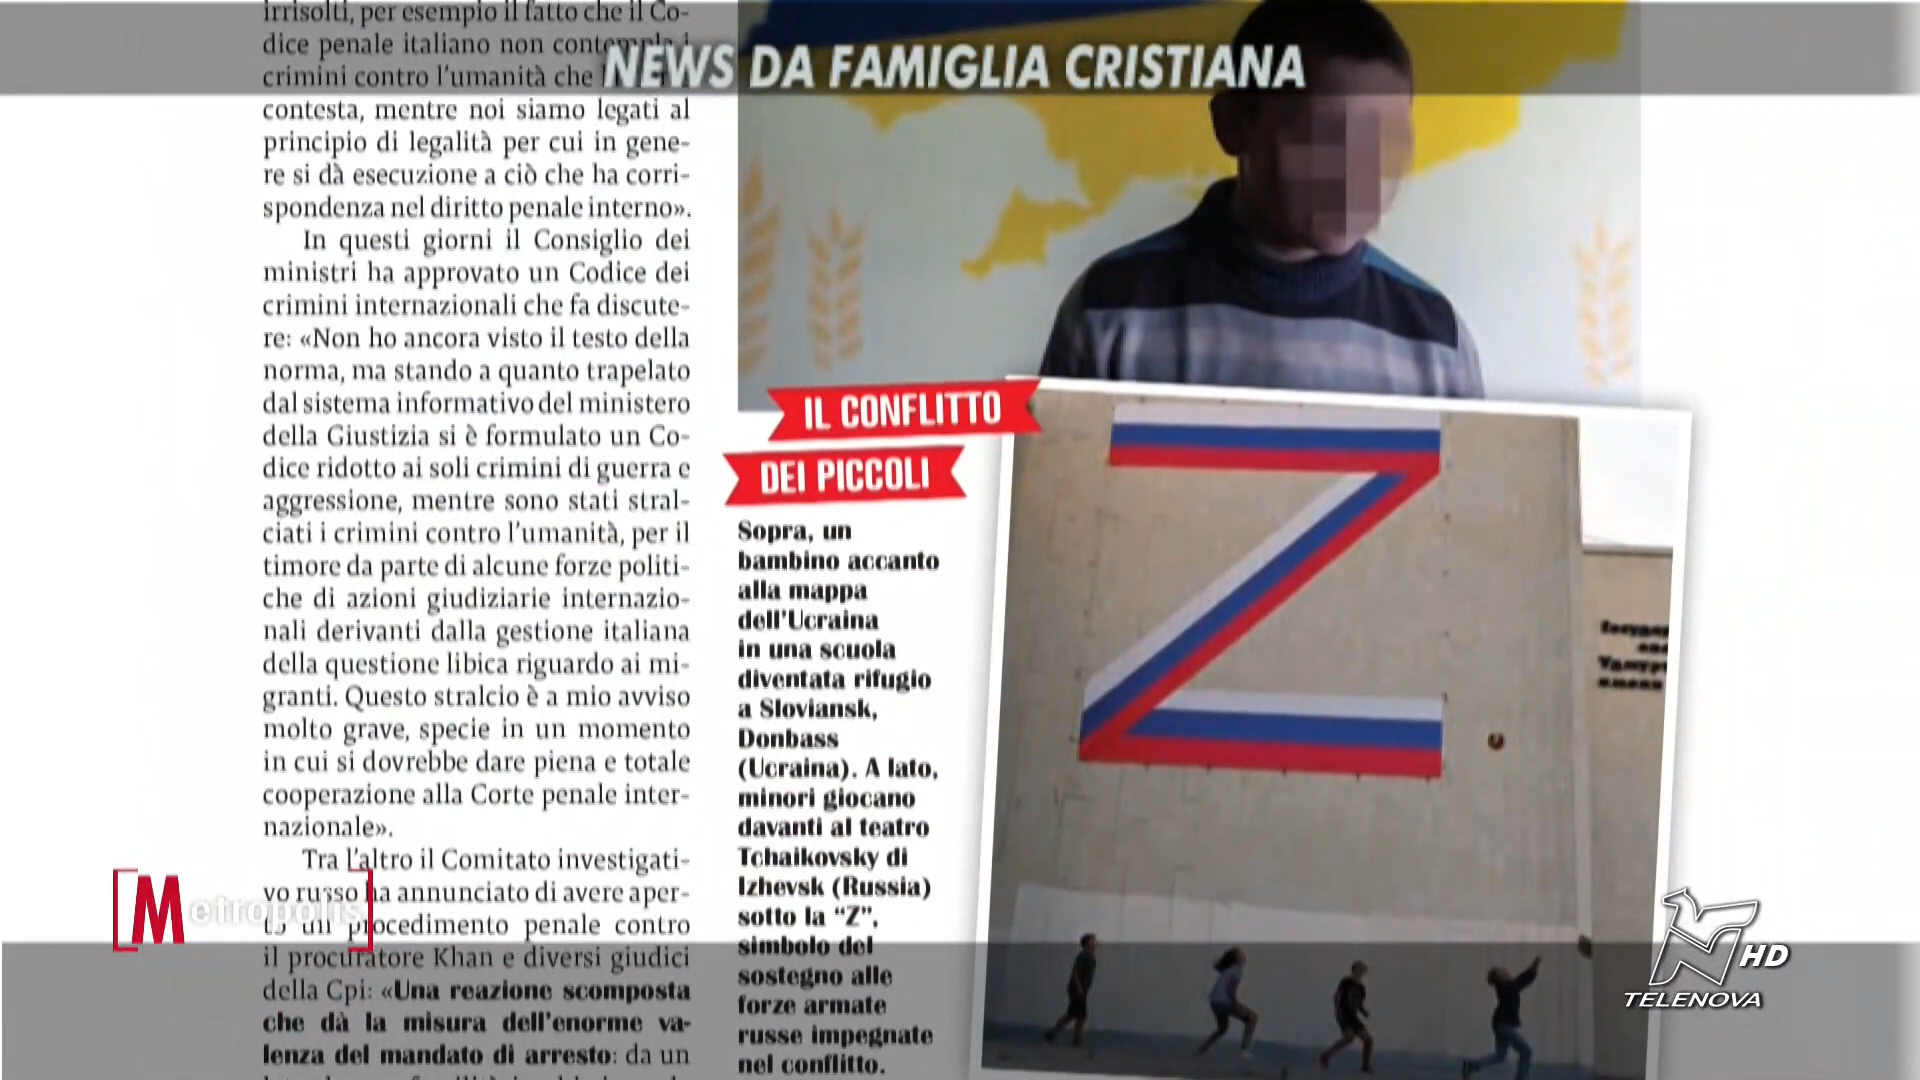 NEWS DA FAMIGLIA CRISTIANA
irrisolti, per esempio il fatto che il Co-
dice penale italiano non contempla i
crimini contro l'umanità che
contesta, mentre noi siamo legati al
principio di legalità per cui in gene-
re si dà esecuzione a ciò che ha corri-
spondenza nel diritto penale interno».
In questi giorni il Consiglio dei
ministri ha approvato un Codice dei
crimini internazionali che fa discute-
re: «Non ho ancora visto il testo della
norma, ma stando a quanto trapelato
dal sistema informativo del ministero
della Giustizia si è formulato un Co-
dice ridotto ai soli crimini di guerra e
aggressione, mentre sono stati stral-
ciati i crimini contro l'umanità, per il
timore da parte di alcune forze politi-
che di azioni giudiziarie internazio-
nali derivanti dalla gestione italiana
della questione libica riguardo ai mi-
granti. Questo stralcio è a mio avviso
molto grave, specie in un momento
in cui si dovrebbe dare piena e totale
cooperazione alla Corte penale inter-
nazionale».
Tra l'altro il Comitato investigati-
vo russo ha annunciato di avere aper-
to un procedimento penale contro
il procuratore Khan e diversi giudici
della Cpi: «Una reazione scomposta
che dà la misura dell'enorme va-
lenza del mandato di arresto: da un
IL CONFLITTO
DEI PICCOLI
Sopra, un
bambino accanto
alla mappa
dell'Ucraina
in una scuola
diventata rifugio
a Sloviansk,
Donbass
(Ucraina). A lato,
minori giocano
davanti al teatro
Tchaikovsky di
Izhevsk (Russia)
sotto la “Z”,
simbolo del
sostegno alle
forze armate
russe impegnate
nel conflitto.
Z
Metropolis
HD
TELENOVA